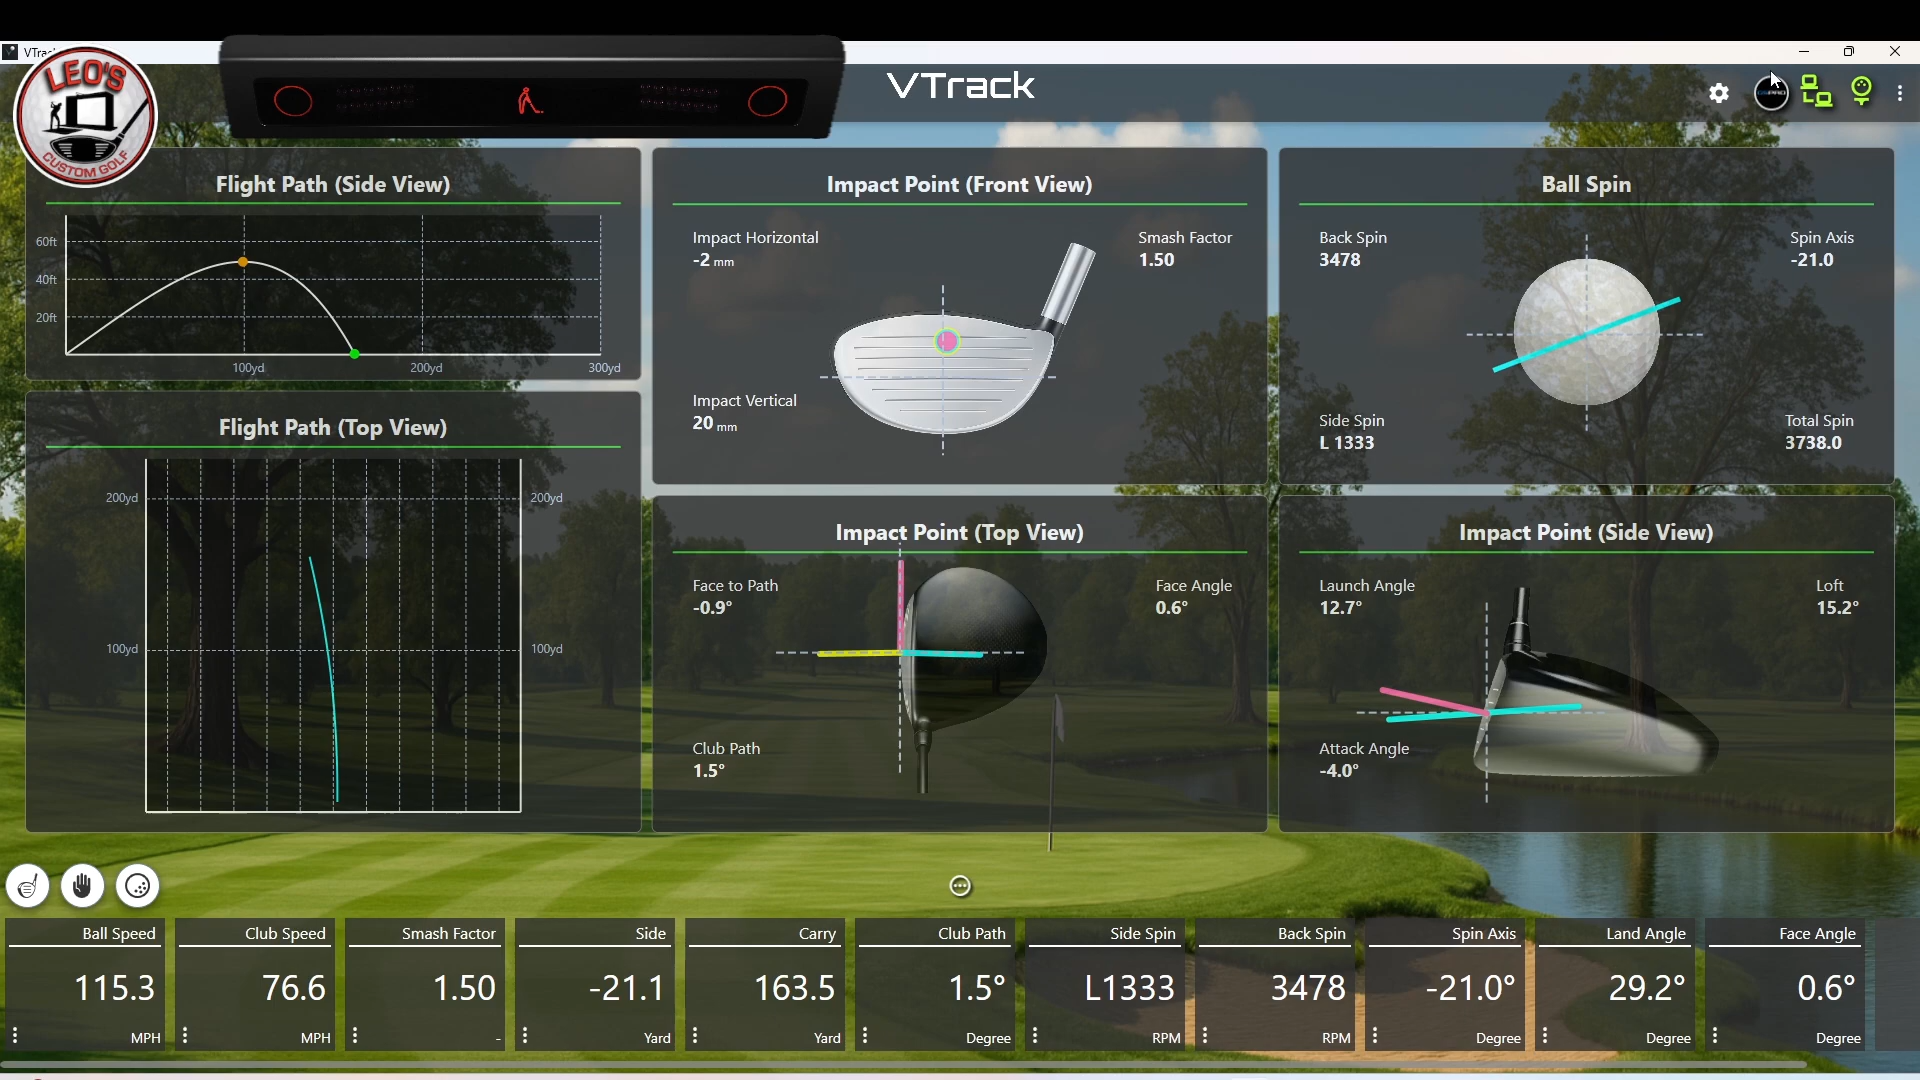 VTrac
LEO'S
CUSTOM GOLF
VTrack
Flight Path (Side View)
60ft
40ft
20ft
100yd
200yd
300yd
Flight Path (Top View)
200yd
200yd
100yd
100yd
Impact Point (Front View)
Impact Horizontal
-2 mm
Smash Factor
1.50
Impact Vertical
20 mm
Ball Spin
Back Spin
3478
Spin Axis
-21.0
Side Spin
L 1333
Total Spin
3738.0
Impact Point (Top View)
Face to Path
-0.9°
Face Angle
0.6°
Club Path
1.5°
Impact Point (Side View)
Launch Angle
12.7°
Loft
15.2°
Attack Angle
-4.0°
Ball Speed
115.3
MPH
Club Speed
76.6
MPH
Smash Factor
1.50
-
Side
-21.1
Yard
Carry
163.5
Yard
Club Path
1.5°
Degree
Side Spin
L1333
RPM
Back Spin
3478
RPM
Spin Axis
-21.0°
Degree
Land Angle
29.2°
Degree
Face Angle
0.6°
Degree